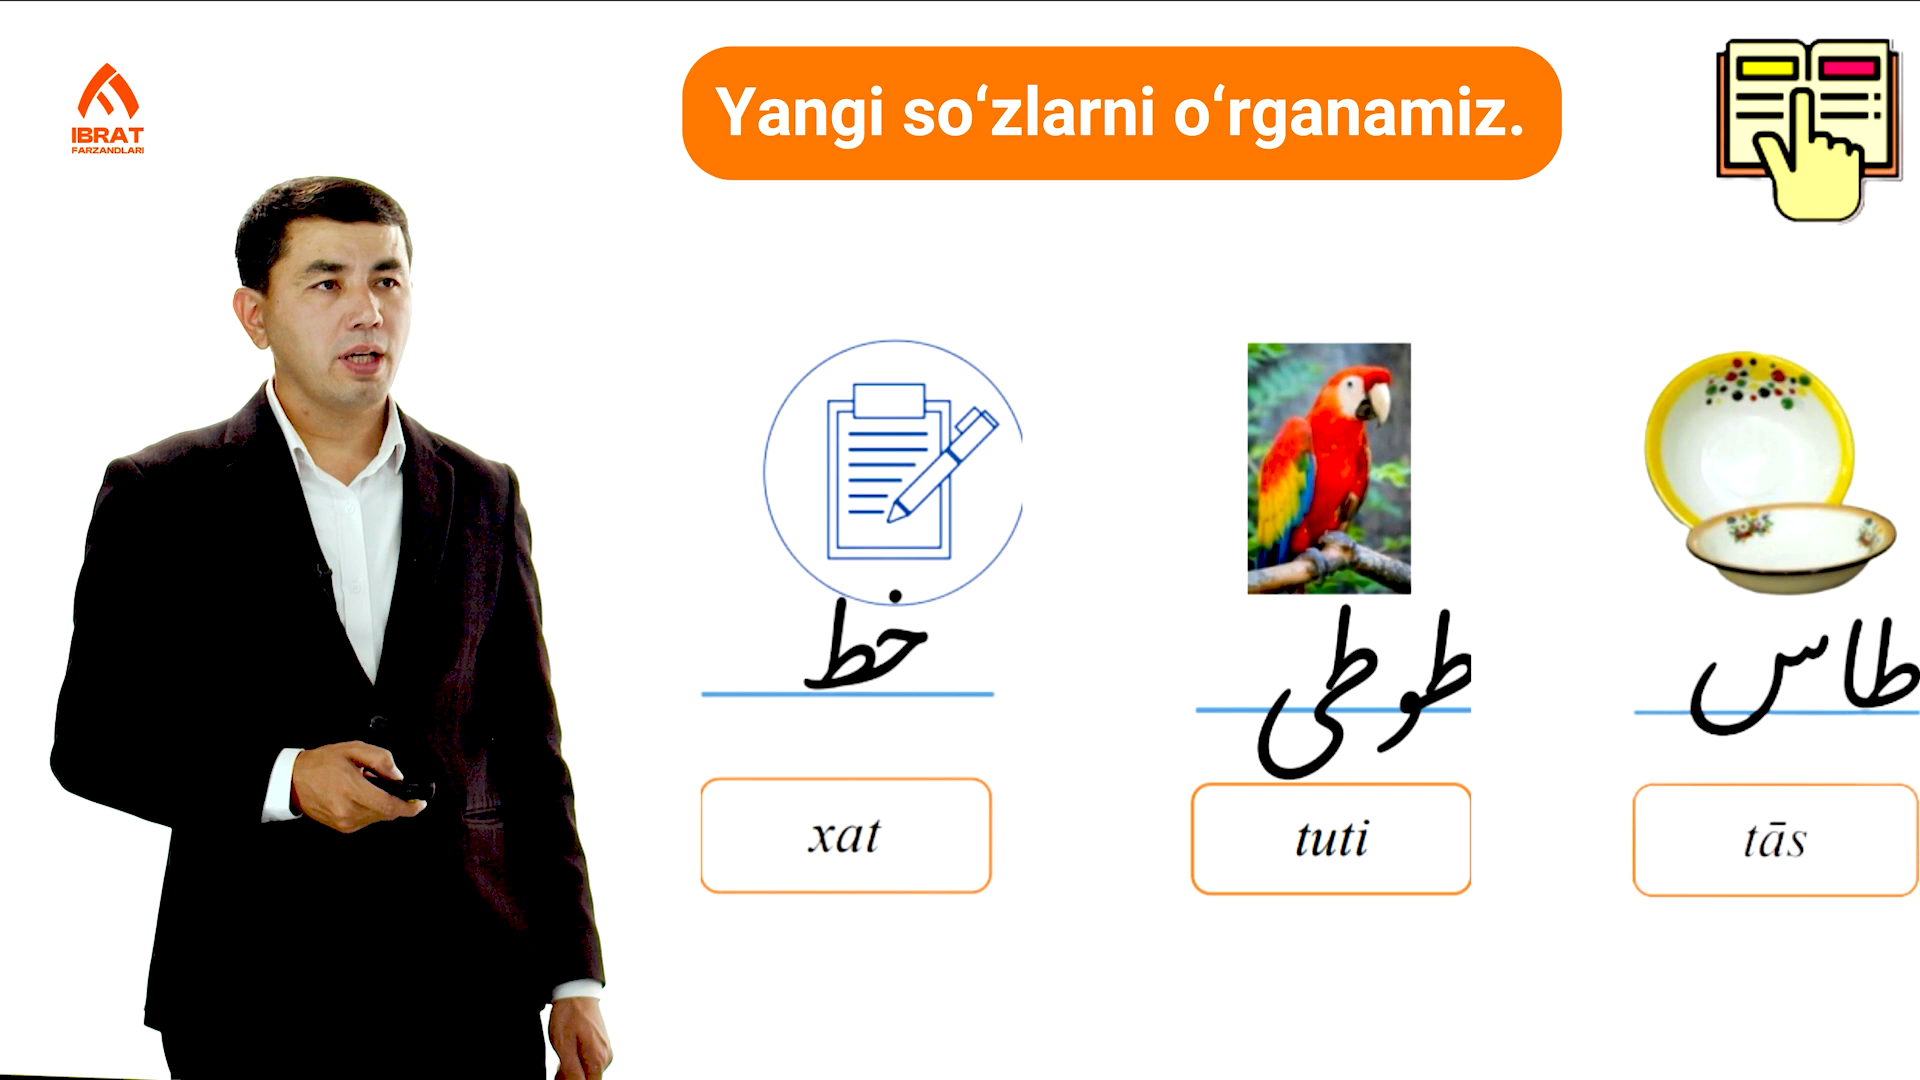 IBRAT
FARZANDLARI
Yangi so‘zlarni o‘rganamiz.
خط
طوطی
طاس
xat
tuti
tās